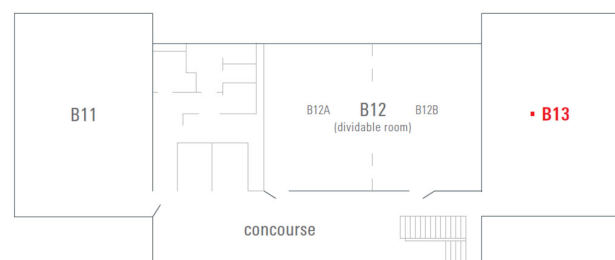 B11
B12A B12 B12B
(dividable room)
▪ B13
concourse